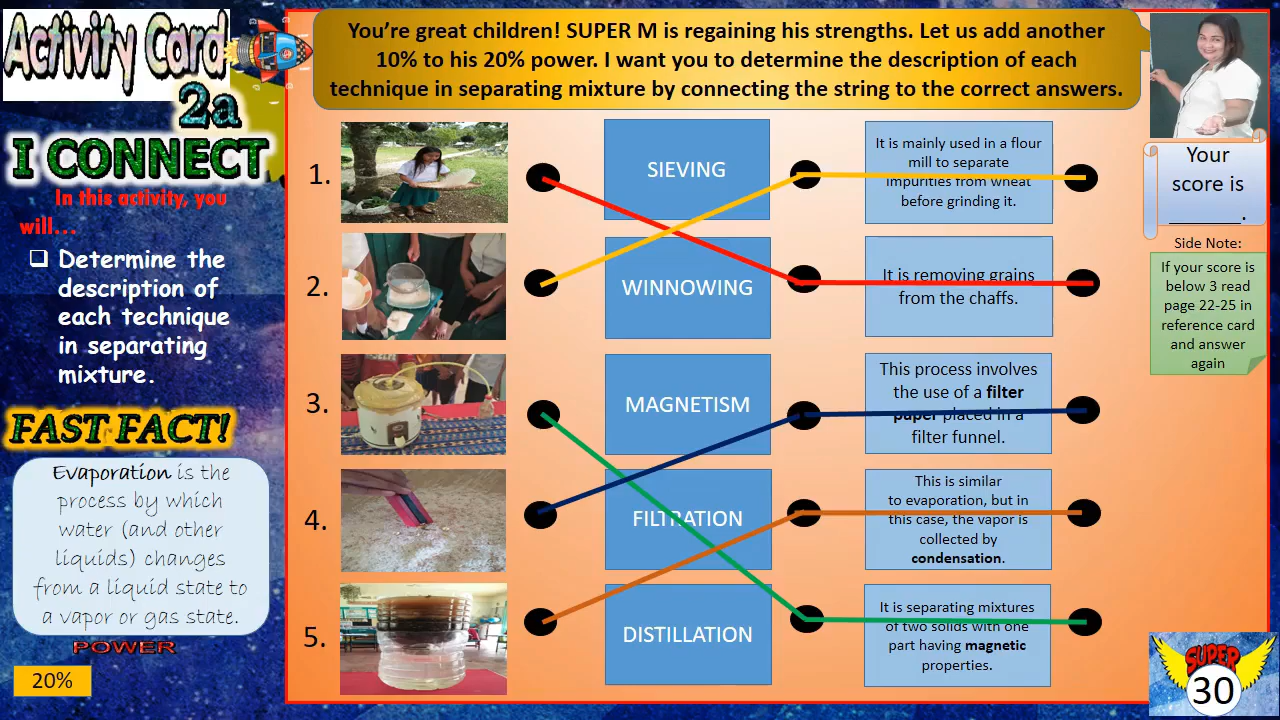 Activity Card
2a
I CONNECT
In this activity, you
will...
❑ Determine the
description of
each technique
in separating
mixture.
FAST FACT!
Evaporation is the
process by which
water (and other
liquids) changes
from a liquid state to
a vapor or gas state.
POWER
20%
You’re great children! SUPER M is regaining his strengths. Let us add another
10% to his 20% power. I want you to determine the description of each
technique in separating mixture by connecting the string to the correct answers.
1.
2.
3.
4.
5.
SIEVING
WINNOWING
MAGNETISM
FILTRATION
DISTILLATION
It is mainly used in a flour
mill to separate
impurities from wheat
before grinding it.
It is removing grains
from the chaffs.
This process involves
the use of a filter
paper placed in a
filter funnel.
This is similar
to evaporation, but in
this case, the vapor is
collected by
condensation.
It is separating mixtures
of two solids with one
part having magnetic
properties.
Your
score is
_______.
Side Note:
If your score is
below 3 read
page 22-25 in
reference card
and answer
again
SUPER
30